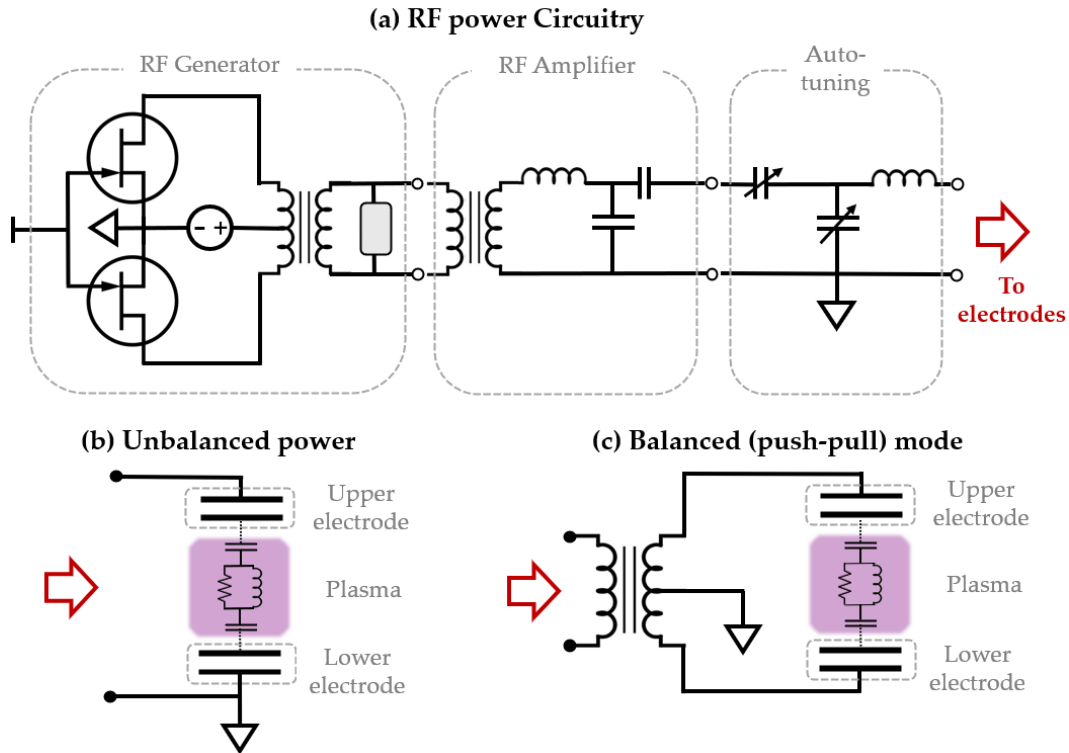 (a) RF power Circuitry
RF Generator
RF Amplifier
Auto-
tuning
- +
To
electrodes
(b) Unbalanced power
Upper
electrode
Plasma
Lower
electrode
(c) Balanced (push-pull) mode
Upper
electrode
Plasma
Lower
electrode